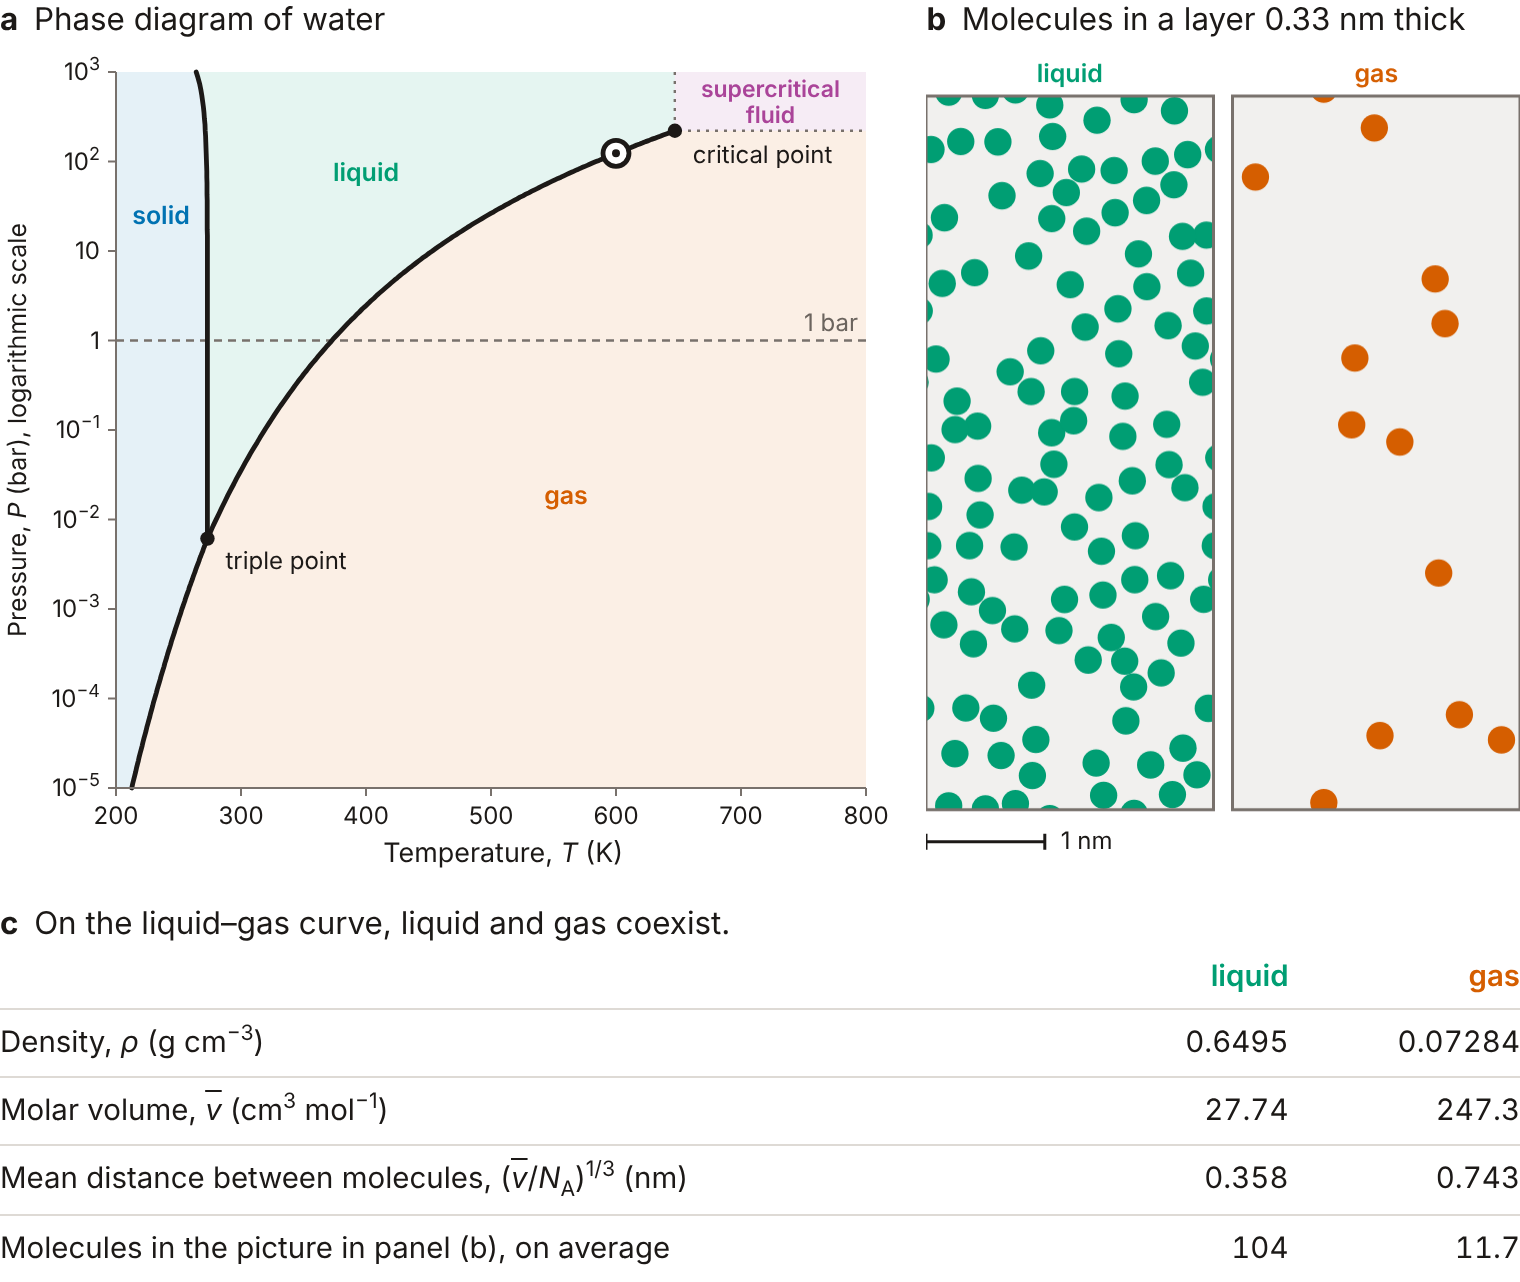 a Phase diagram of water
Pressure, P (bar), logarithmic scale
10³
10²
10
1
10⁻¹
10⁻²
10⁻³
10⁻⁴
10⁻⁵
200 300 400 500 600 700 800
Temperature, T (K)
solid
liquid
gas
supercritical
fluid
critical point
1 bar
triple point
b Molecules in a layer 0.33 nm thick
liquid gas
1 nm
c On the liquid–gas curve, liquid and gas coexist.
liquid gas
Density, ρ (g cm⁻³) 0.6495 0.07284
Molar volume, v̅ (cm³ mol⁻¹) 27.74 247.3
Mean distance between molecules, (v̅/N_A)¹ᐟ³ (nm) 0.358 0.743
Molecules in the picture in panel (b), on average 104 11.7